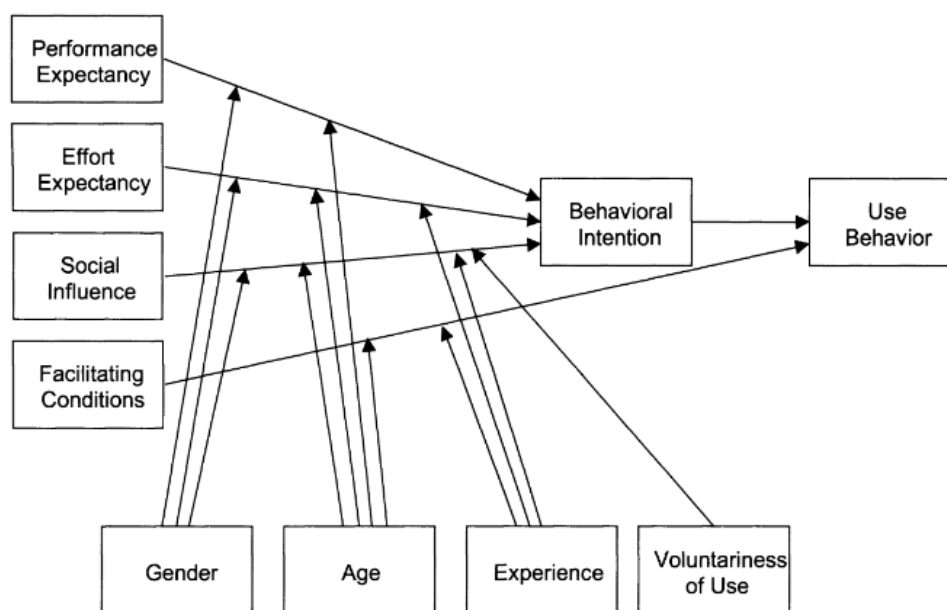 Performance
Expectancy
Effort
Expectancy
Social
Influence
Facilitating
Conditions
Behavioral
Intention
Use
Behavior
Gender
Age
Experience
Voluntariness
of Use